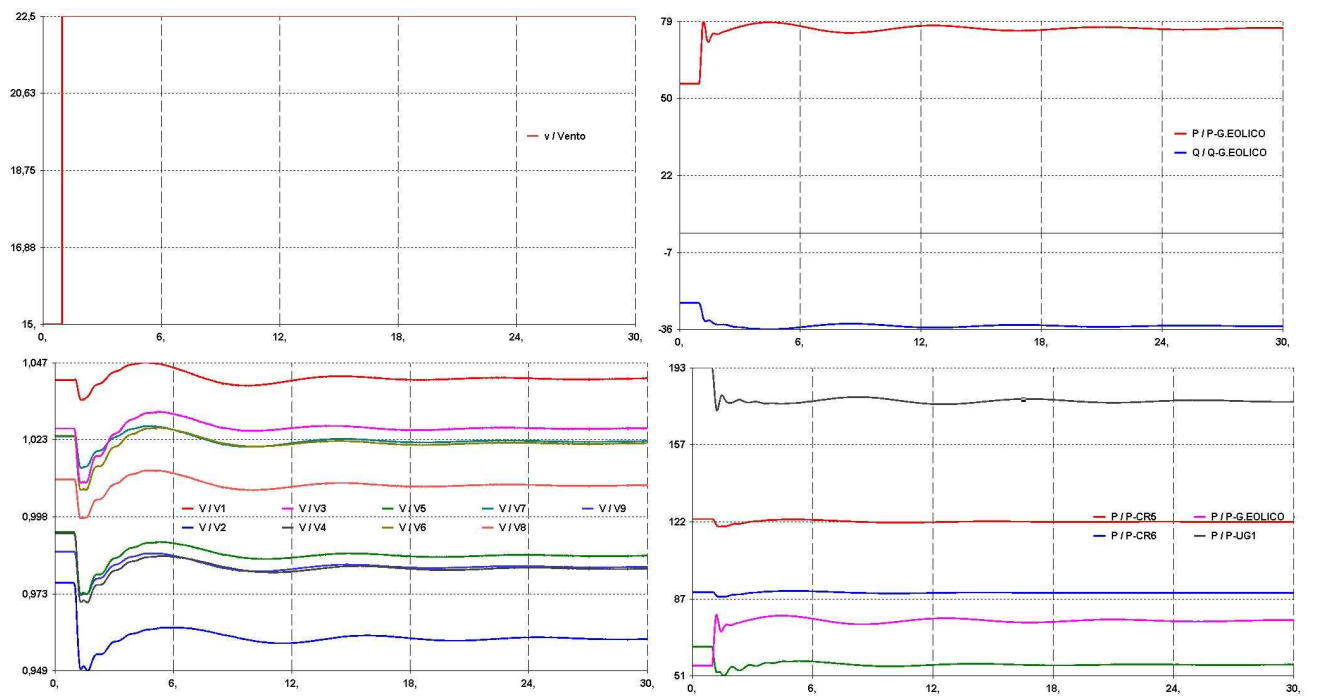 22,5
20,63
18,75
16,88
15,
v / Vento
0, 6, 12, 18, 24, 30,
79
50
22
-7
-36
P / P-G.EOLICO
Q / Q-G.EOLICO
0, 6, 12, 18, 24, 30,
1,047
1,023
0,998
0,973
0,949
V / V1 V / V3 V / V5 V / V7 V / V9
V / V2 V / V4 V / V6 V / V8
0, 6, 12, 18, 24, 30,
193
157
122
87
51
P / P-CR5 P / P-G.EOLICO
P / P-CR6 P / P-UG1
0, 6, 12, 18, 24, 30,